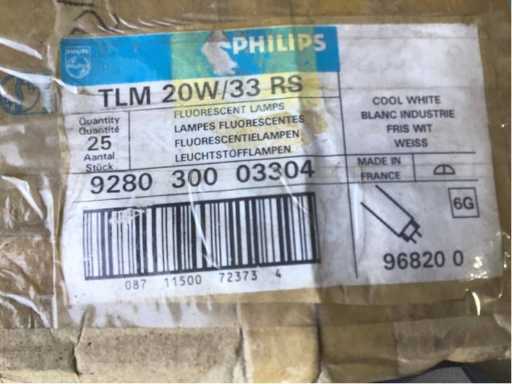 PHILIPS
PHILIPS
TLM 20W/33 RS
Quantity
Quantité
25
Aantal
Stück
FLUORESCENT LAMPS
LAMPES FLUORESCENTES
FLUORESCENTIELAMPEN
LEUCHTSTOFFLAMPEN
COOL WHITE
BLANC INDUSTRIE
FRIS WIT
WEISS
9280 300 03304
MADE IN
FRANCE
6G
087 11500 72373 4
96820 0